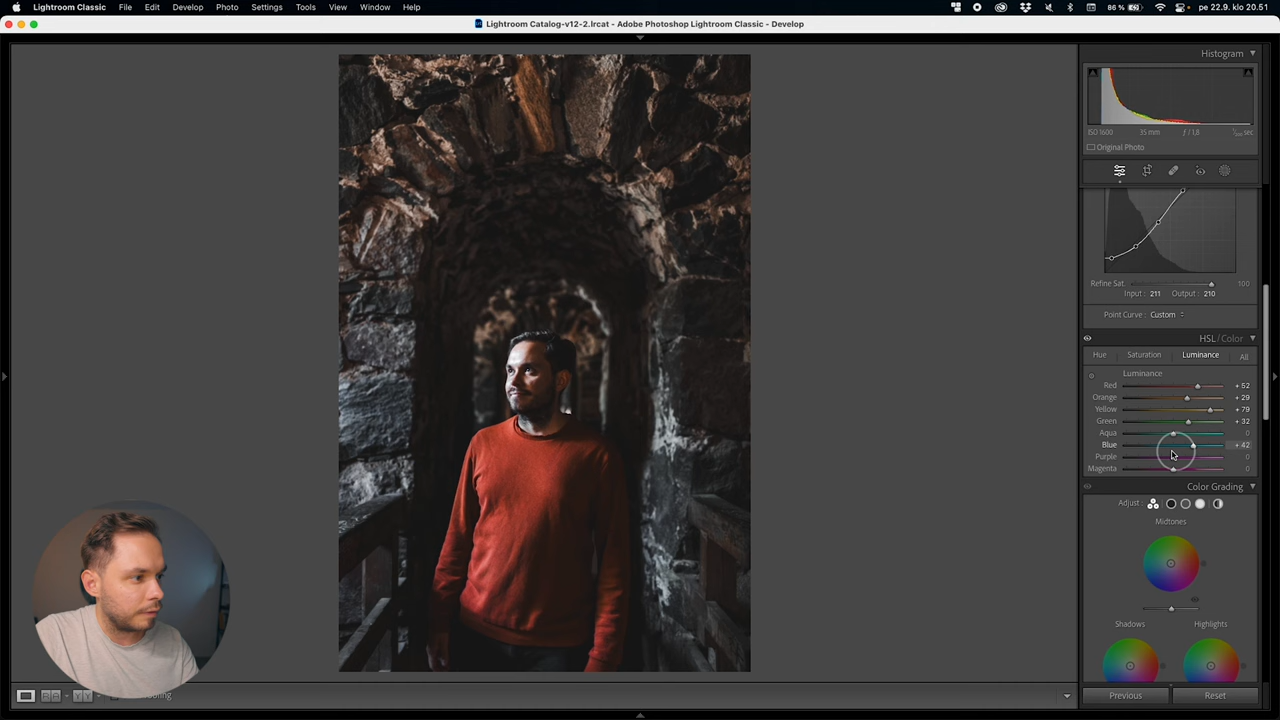 Lightroom Classic File Edit Develop Photo Settings Tools View Window Help 86 % pe 22.9. klo 20.51
Lightroom Catalog-v12-2.lrcat - Adobe Photoshop Lightroom Classic - Develop
Histogram
ISO 1600 35 mm ƒ / 1,8 sec
Original Photo
Refine Sat. 100
Input : 211 Output : 210
Point Curve : Custom
HSL / Color
Hue Saturation Luminance All
Luminance
Red + 52
Orange + 29
Yellow + 79
Green + 32
Aqua 0
Blue + 42
Purple 0
Magenta 0
Color Grading
Adjust :
Midtones
Shadows Highlights
Previous Reset